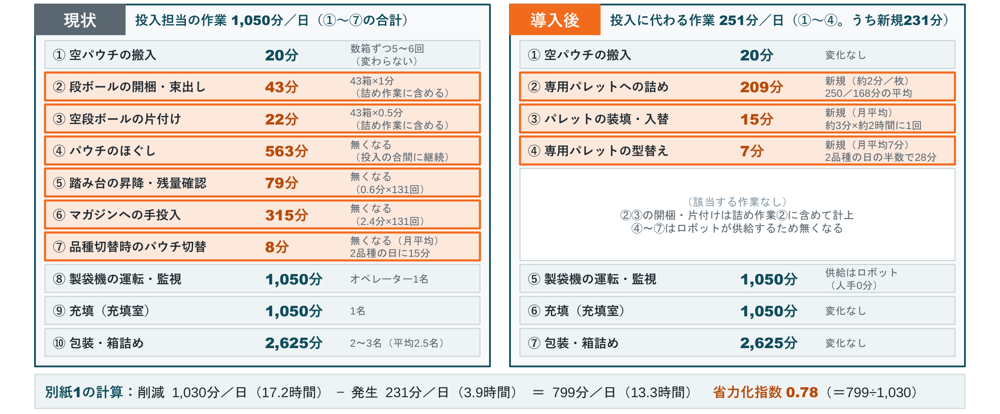 現状
投入担当の作業 1,050分／日（①〜⑦の合計）
① 空パウチの搬入
20分
数箱ずつ5〜6回
（変わらない）
② 段ボールの開梱・束出し
43分
43箱×1分
（詰め作業に含める）
③ 空段ボールの片付け
22分
43箱×0.5分
（詰め作業に含める）
④ パウチのほぐし
563分
無くなる
（投入の合間に継続）
⑤ 踏み台の昇降・残量確認
79分
無くなる
（0.6分×131回）
⑥ マガジンへの手投入
315分
無くなる
（2.4分×131回）
⑦ 品種切替時のパウチ切替
8分
無くなる（月平均）
2品種の日に15分
⑧ 製袋機の運転・監視
1,050分
オペレーター1名
⑨ 充填（充填室）
1,050分
1名
⑩ 包装・箱詰め
2,625分
2〜3名（平均2.5名）
導入後
投入に代わる作業 251分／日（①〜④。うち新規231分）
① 空パウチの搬入
20分
変化なし
② 専用パレットへの詰め
209分
新規（約2分／枚）
250／168分の平均
③ パレットの装填・入替
15分
新規（月平均）
約3分×約2時間に1回
④ 専用パレットの型替え
7分
新規（月平均7分）
2品種の日の半数で28分
（該当する作業なし）
②③の開梱・片付けは詰め作業②に含めて計上
④〜⑦はロボットが供給するため無くなる
⑤ 製袋機の運転・監視
1,050分
供給はロボット
（人手0分）
⑥ 充填（充填室）
1,050分
変化なし
⑦ 包装・箱詰め
2,625分
変化なし
別紙1の計算：削減 1,030分／日（17.2時間） − 発生 231分／日（3.9時間） ＝ 799分／日（13.3時間） 省力化指数 0.78（＝799÷1,030）